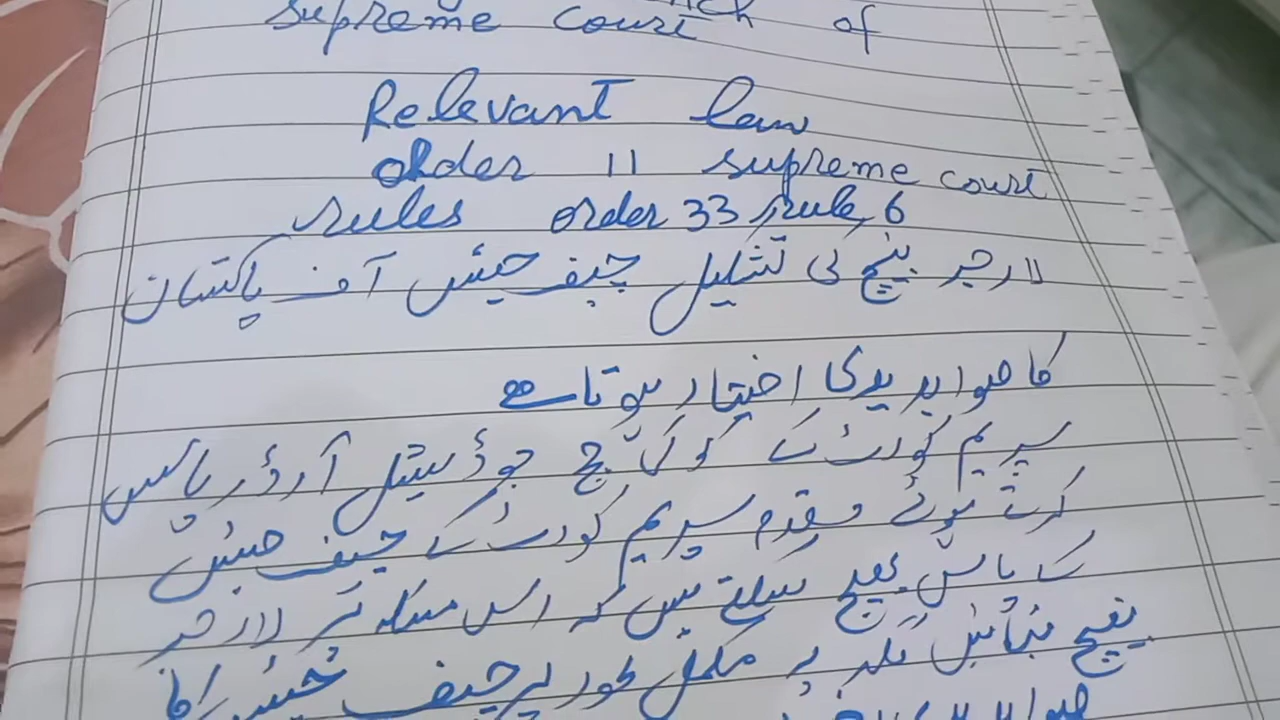 supreme court of
Relevant law
order 11 supreme court
rules order 33 rule 6
لارجر بینچ کی تشکیل چیف جسٹس آف پاکستان
کا صوابدیدی اختیار ہوتا ہے
سپریم کورٹ کے کوئی جج جوڈیشل آرڈر پاس
کرتے ہوئے مقدمہ سپریم کورٹ کے چیف جسٹس
کے پاس بھیج سکتے ہیں کہ اس مسئلہ پر لارجر
بینچ بنائیں پر مکمل طور پر چیف جسٹس کا